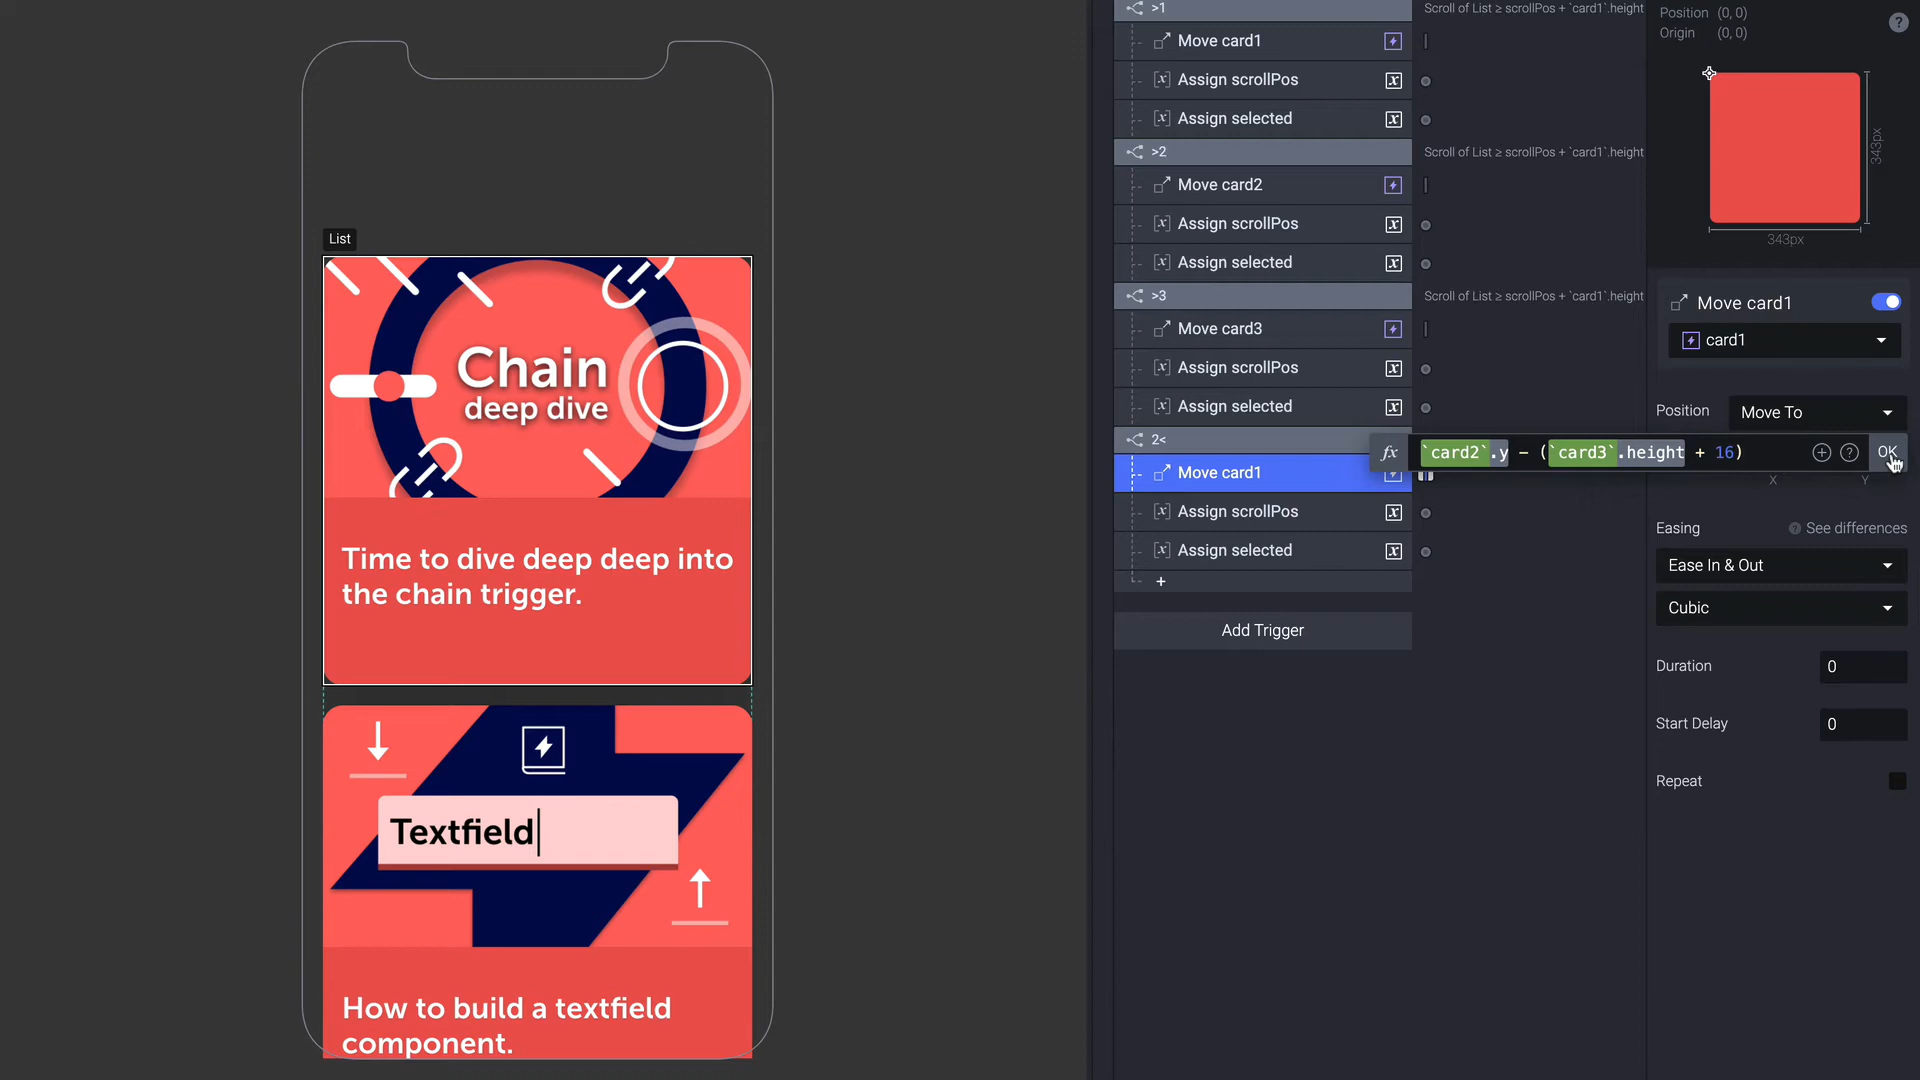 >1
Scroll of List ≥ scrollPos + `card1`.height
Position (0, 0)
Origin (0, 0)
?
Move card1
Assign scrollPos
Assign selected
343px
343px
>2
Scroll of List ≥ scrollPos + `card1`.height
Move card2
Assign scrollPos
Assign selected
>3
Scroll of List ≥ scrollPos + `card1`.height
Move card3
Assign scrollPos
Assign selected
Move card1
card1
Position Move To
2<
fx `card2`.y – (`card3`.height + 16) OK
X Y
Move card1
Assign scrollPos
Assign selected
+
Add Trigger
Easing ? See differences
Ease In & Out
Cubic
Duration 0
Start Delay 0
Repeat
List
Chain
deep dive
Time to dive deep deep into
the chain trigger.
Textfield
How to build a textfield
component.